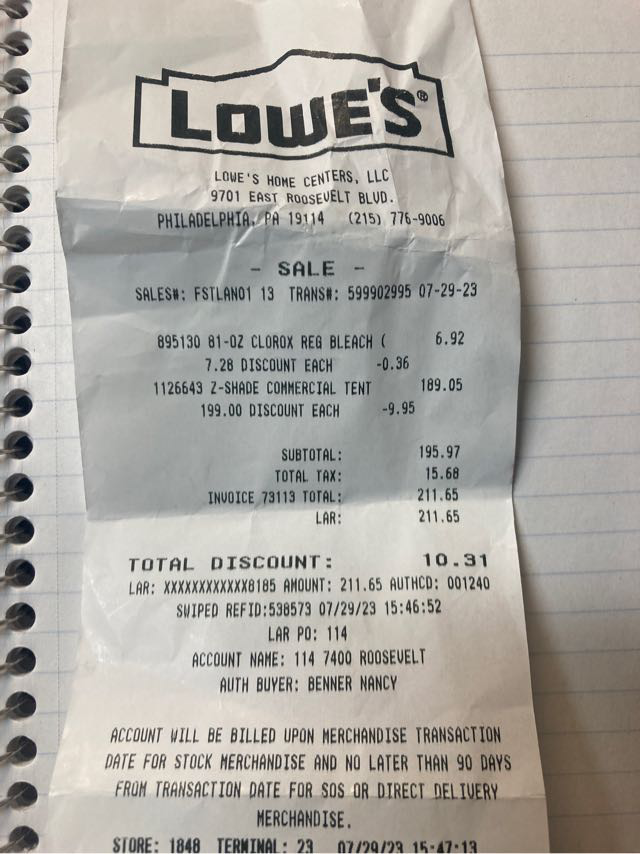 LOWE'S®
LOWE'S HOME CENTERS, LLC
9701 EAST ROOSEVELT BLVD.
PHILADELPHIA, PA 19114 (215) 776-9006
- SALE -
SALES#: FSTLAN01 13 TRANS#: 599902995 07-29-23
895130 81-OZ CLOROX REG BLEACH ( 6.92
7.28 DISCOUNT EACH -0.36
1126643 Z-SHADE COMMERCIAL TENT 189.05
199.00 DISCOUNT EACH -9.95
SUBTOTAL: 195.97
TOTAL TAX: 15.68
INVOICE 73113 TOTAL: 211.65
LAR: 211.65
TOTAL DISCOUNT: 10.31
LAR: XXXXXXXXXXXX8185 AMOUNT: 211.65 AUTHCD: 001240
SWIPED REFID:538573 07/29/23 15:46:52
LAR PO: 114
ACCOUNT NAME: 114 7400 ROOSEVELT
AUTH BUYER: BENNER NANCY
ACCOUNT WILL BE BILLED UPON MERCHANDISE TRANSACTION
DATE FOR STOCK MERCHANDISE AND NO LATER THAN 90 DAYS
FROM TRANSACTION DATE FOR SOS OR DIRECT DELIVERY
MERCHANDISE.
STORE: 1848 TERMINAL: 23 07/29/23 15:47:13